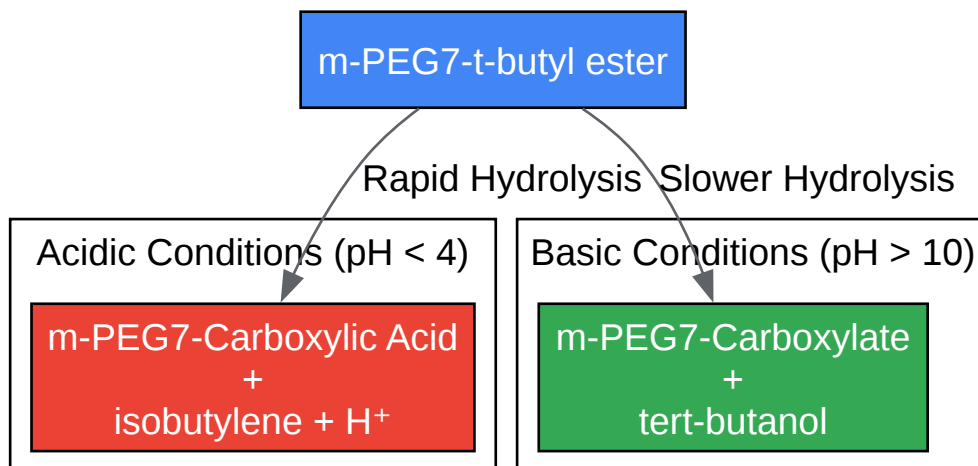 m-PEG7-t-butyl ester
Rapid Hydrolysis
Slower Hydrolysis
Acidic Conditions (pH < 4)
m-PEG7-Carboxylic Acid
+
isobutylene + H⁺
Basic Conditions (pH > 10)
m-PEG7-Carboxylate
+
tert-butanol